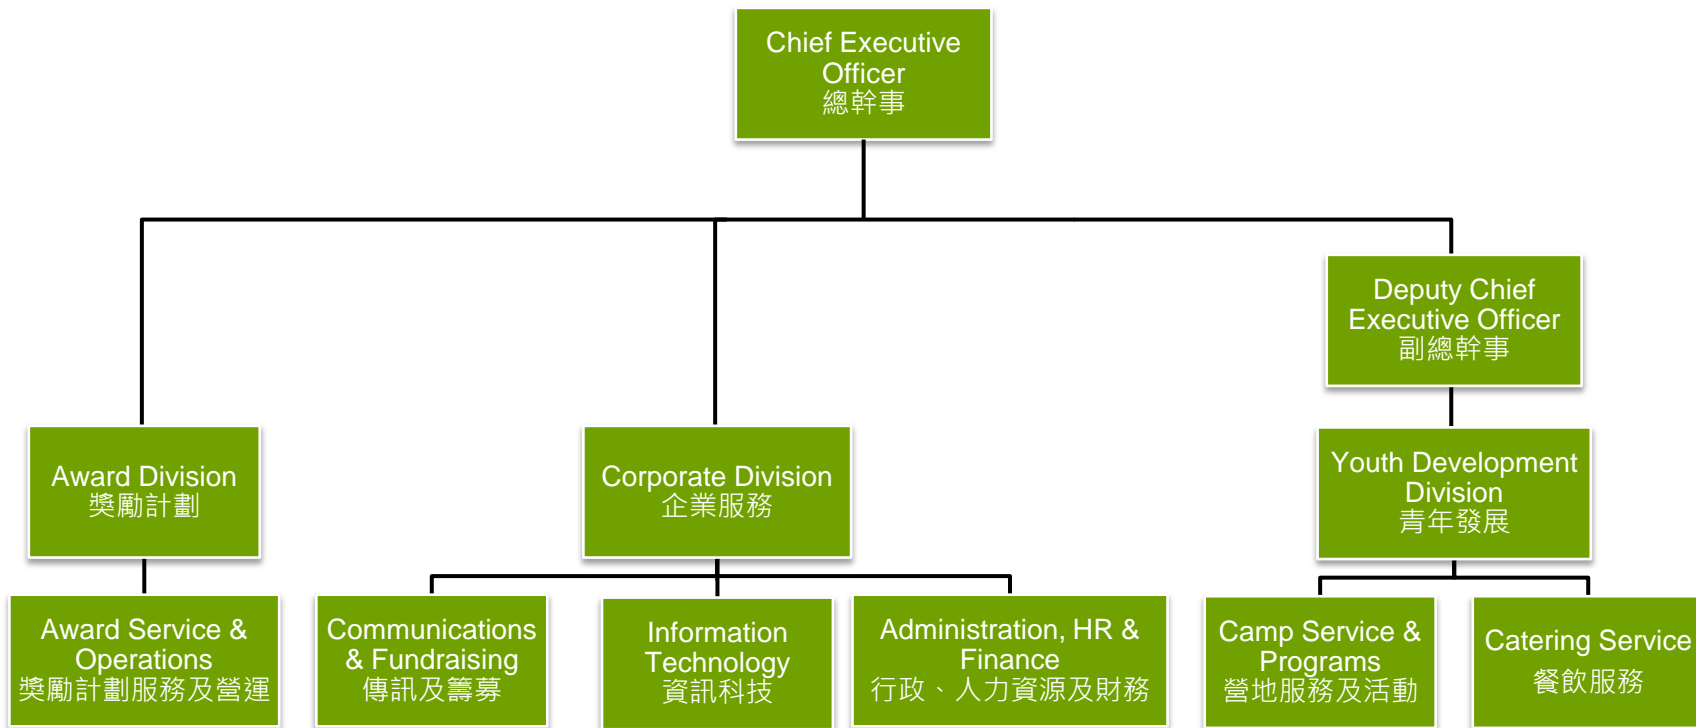 Chief Executive
Officer
總幹事
Deputy Chief
Executive Officer
副總幹事
Award Division
獎勵計劃
Corporate Division
企業服務
Youth Development
Division
青年發展
Award Service &
Operations
獎勵計劃服務及營運
Communications
& Fundraising
傳訊及籌募
Information
Technology
資訊科技
Administration, HR &
Finance
行政、人力資源及財務
Camp Service &
Programs
營地服務及活動
Catering Service
餐飲服務